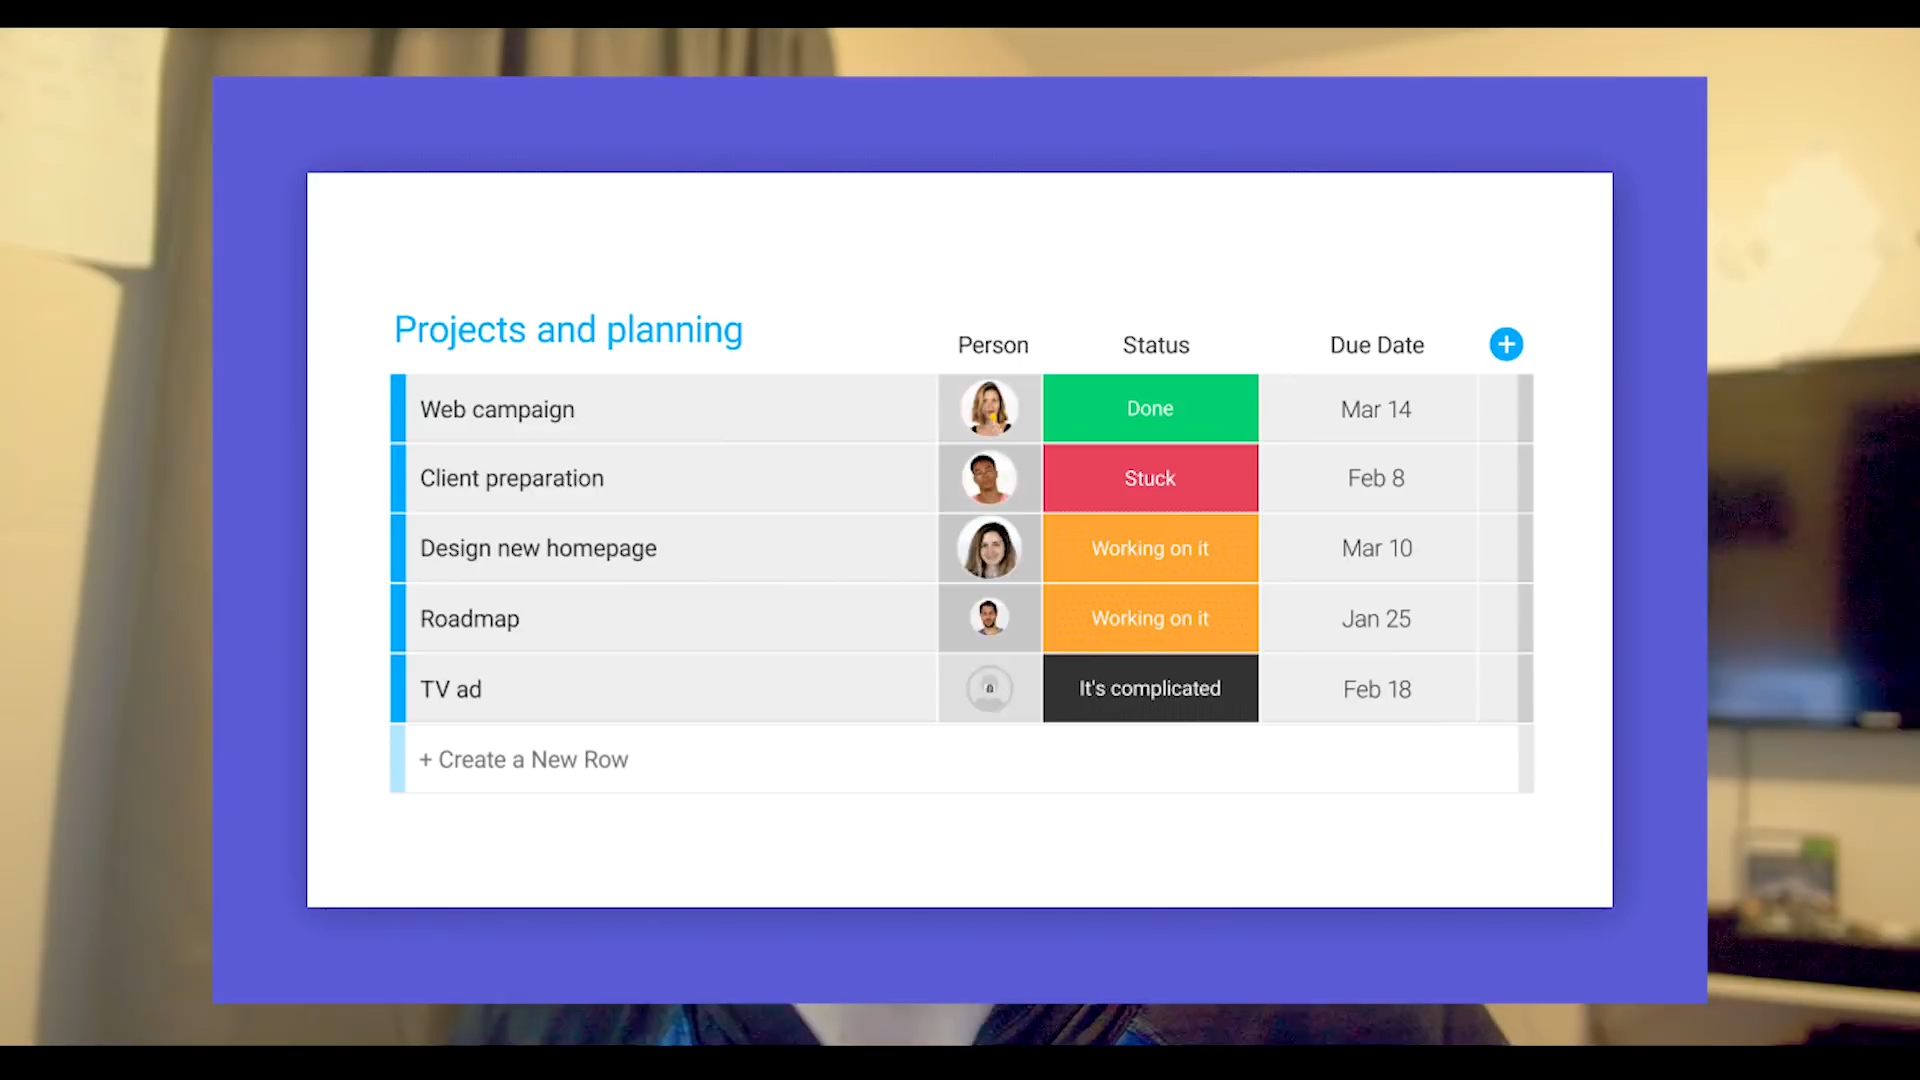 Projects and planning
Person Status Due Date
Web campaign Done Mar 14
Client preparation Stuck Feb 8
Design new homepage Working on it Mar 10
Roadmap Working on it Jan 25
TV ad It's complicated Feb 18
+ Create a New Row